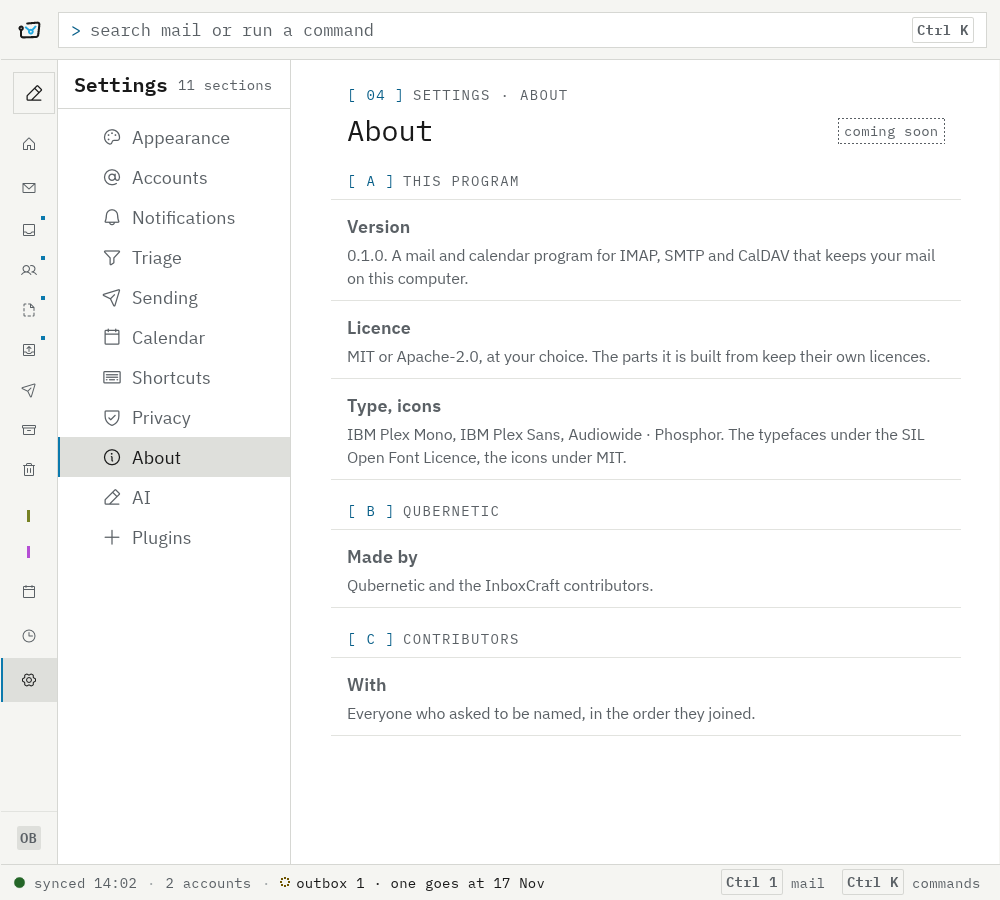 > search mail or run a command
Ctrl K
Settings 11 sections
Appearance
Accounts
Notifications
Triage
Sending
Calendar
Shortcuts
Privacy
About
AI
Plugins
[ 04 ] SETTINGS · ABOUT
About
coming soon
[ A ] THIS PROGRAM
Version
0.1.0. A mail and calendar program for IMAP, SMTP and CalDAV that keeps your mail
on this computer.
Licence
MIT or Apache-2.0, at your choice. The parts it is built from keep their own licences.
Type, icons
IBM Plex Mono, IBM Plex Sans, Audiowide · Phosphor. The typefaces under the SIL
Open Font Licence, the icons under MIT.
[ B ] QUBERNETIC
Made by
Qubernetic and the InboxCraft contributors.
[ C ] CONTRIBUTORS
With
Everyone who asked to be named, in the order they joined.
OB
synced 14:02 · 2 accounts · outbox 1 · one goes at 17 Nov
Ctrl 1 mail Ctrl K commands